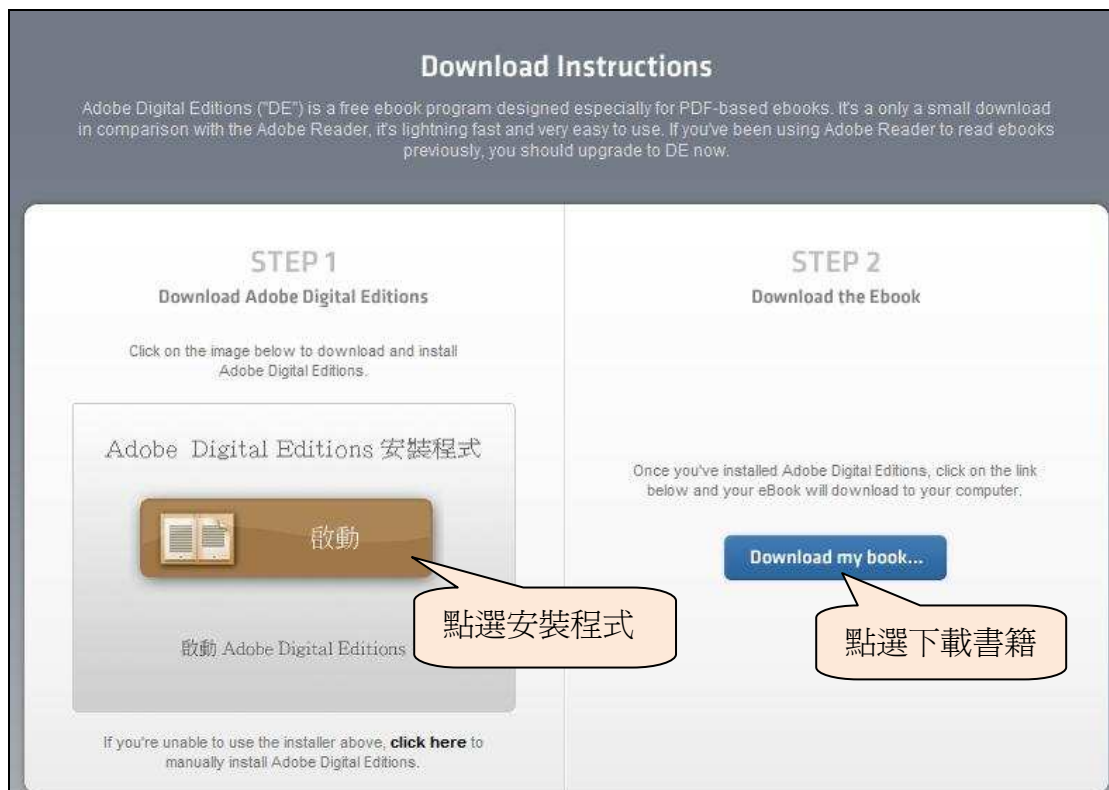 Download Instructions
Adobe Digital Editions ("DE") is a free ebook program designed especially for PDF-based ebooks. It's a only a small download
in comparison with the Adobe Reader, it's lightning fast and very easy to use. If you've been using Adobe Reader to read ebooks
previously, you should upgrade to DE now.
STEP 1
Download Adobe Digital Editions
Click on the image below to download and install
Adobe Digital Editions.
Adobe Digital Editions 安裝程式
啟動
點選安裝程式
啟動 Adobe Digital Editions
If you're unable to use the installer above, click here to
manually install Adobe Digital Editions.
STEP 2
Download the Ebook
Once you've installed Adobe Digital Editions, click on the link
below and your eBook will download to your computer.
Download my book...
點選下載書籍